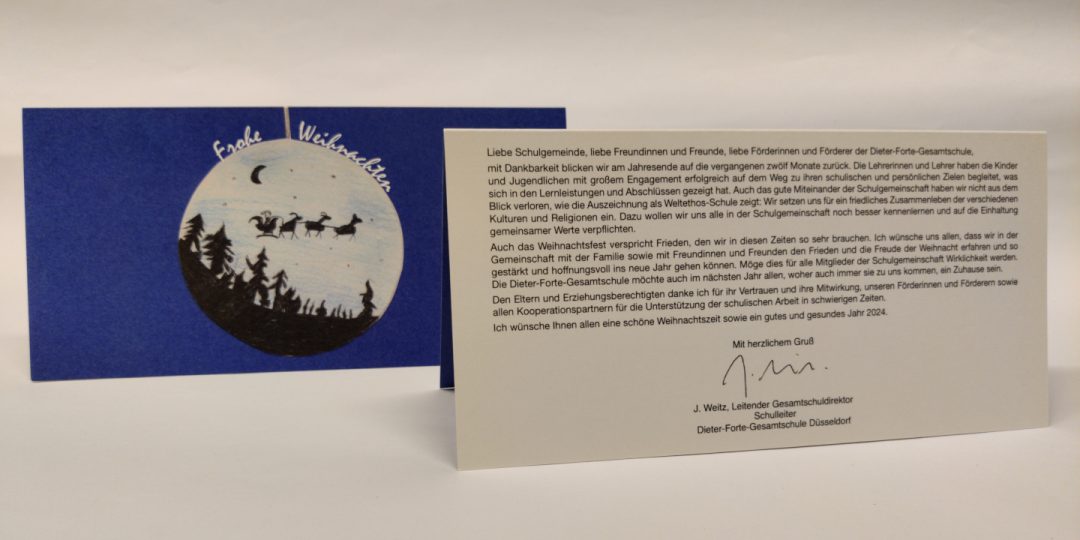 Frohe Weihnachten
Liebe Schulgemeinde, liebe Freundinnen und Freunde, liebe Förderinnen und Förderer der Dieter-Forte-Gesamtschule,
mit Dankbarkeit blicken wir am Jahresende auf die vergangenen zwölf Monate zurück. Die Lehrerinnen und Lehrer haben die Kinder
und Jugendlichen mit großem Engagement erfolgreich auf dem Weg zu ihren schulischen und persönlichen Zielen begleitet, was
sich in den Lernleistungen und Abschlüssen gezeigt hat. Auch das gute Miteinander der Schulgemeinschaft haben wir nicht aus dem
Blick verloren, wie die Auszeichnung als Weltethos-Schule zeigt: Wir setzen uns für ein friedliches Zusammenleben der verschiedenen
Kulturen und Religionen ein. Dazu wollen wir uns alle in der Schulgemeinschaft noch besser kennenlernen und auf die Einhaltung
gemeinsamer Werte verpflichten.
Auch das Weihnachtsfest verspricht Frieden, den wir in diesen Zeiten so sehr brauchen. Ich wünsche uns allen, dass wir in der
Gemeinschaft mit der Familie sowie mit Freundinnen und Freunden den Frieden und die Freude der Weihnacht erfahren und so
gestärkt und hoffnungsvoll ins neue Jahr gehen können. Möge dies für alle Mitglieder der Schulgemeinschaft Wirklichkeit werden.
Die Dieter-Forte-Gesamtschule möchte auch im nächsten Jahr allen, woher auch immer sie zu uns kommen, ein Zuhause sein.
Den Eltern und Erziehungsberechtigten danke ich für ihr Vertrauen und ihre Mitwirkung, unseren Förderinnen und Förderern sowie
allen Kooperationspartnern für die Unterstützung der schulischen Arbeit in schwierigen Zeiten.
Ich wünsche Ihnen allen eine schöne Weihnachtszeit sowie ein gutes und gesundes Jahr 2024.
Mit herzlichem Gruß
J. Weitz, Leitender Gesamtschuldirektor
Schulleiter
Dieter-Forte-Gesamtschule Düsseldorf